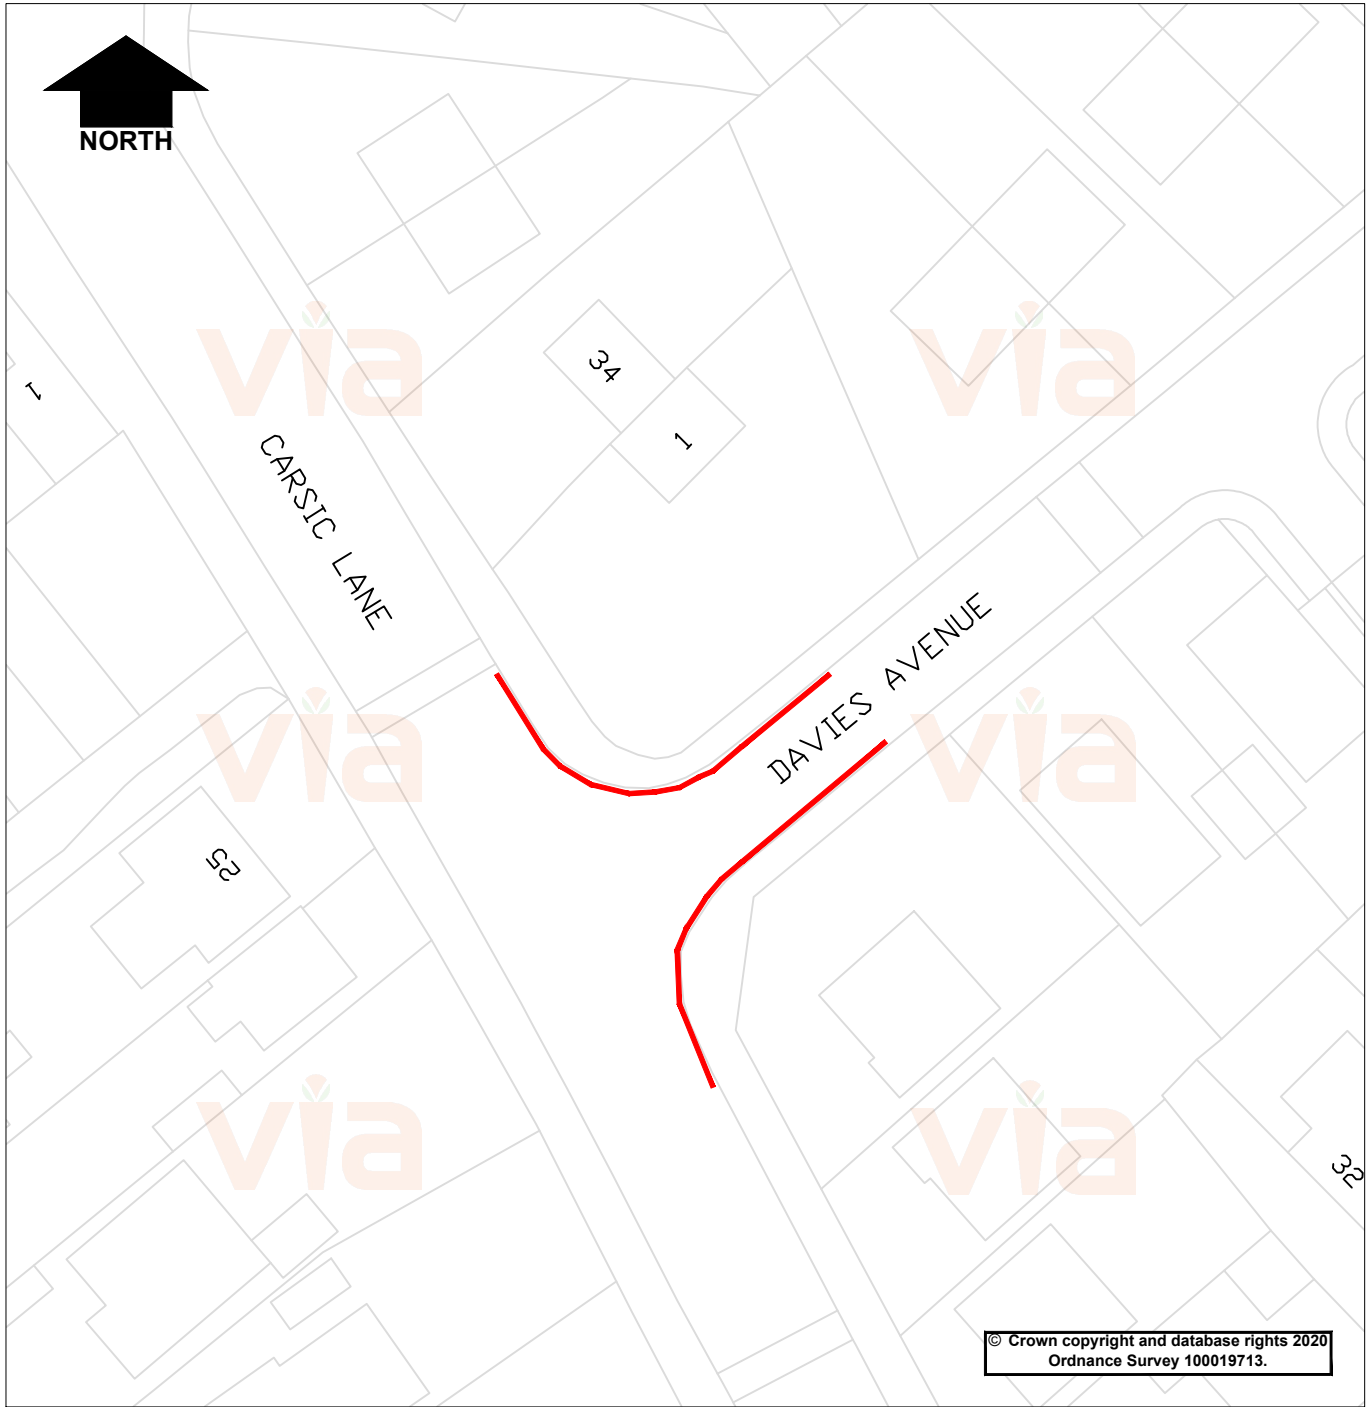 NORTH
via
via
34
1
1
CARSIC LANE
DAVIES AVENUE
via
via
25
via
via
32
© Crown copyright and database rights 2020
Ordnance Survey 100019713.